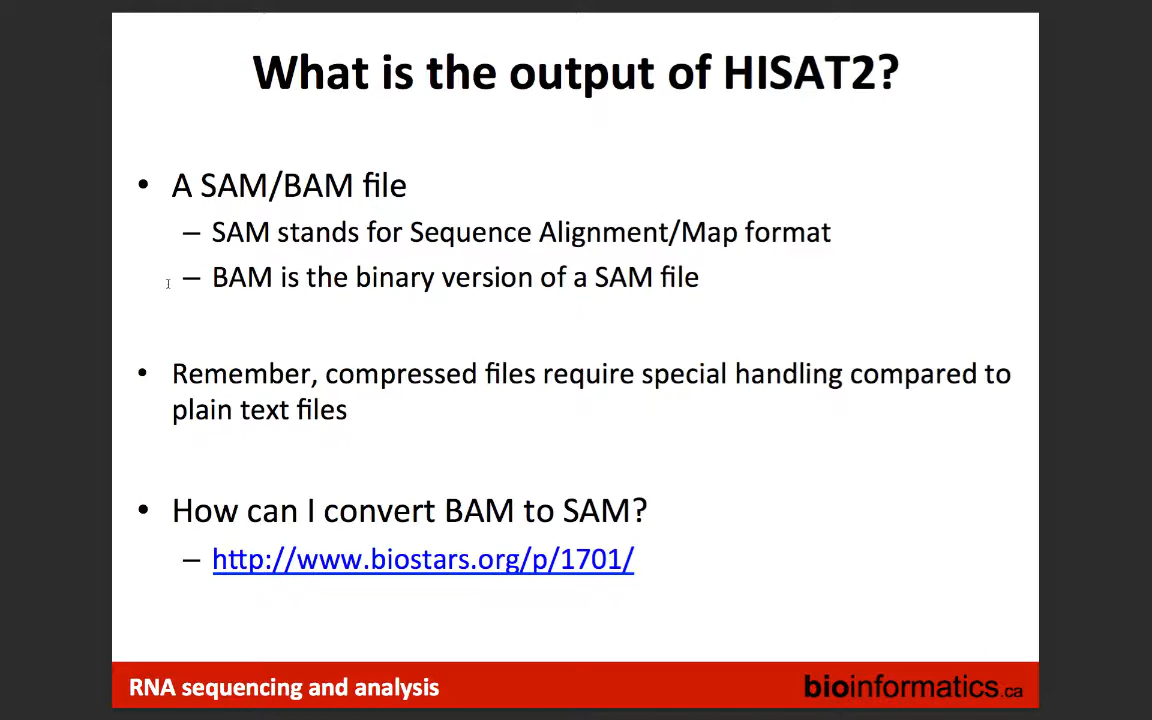 What is the output of HISAT2?
• A SAM/BAM file
– SAM stands for Sequence Alignment/Map format
– BAM is the binary version of a SAM file
• Remember, compressed files require special handling compared to
plain text files
• How can I convert BAM to SAM?
– http://www.biostars.org/p/1701/
RNA sequencing and analysis
bioinformatics.ca